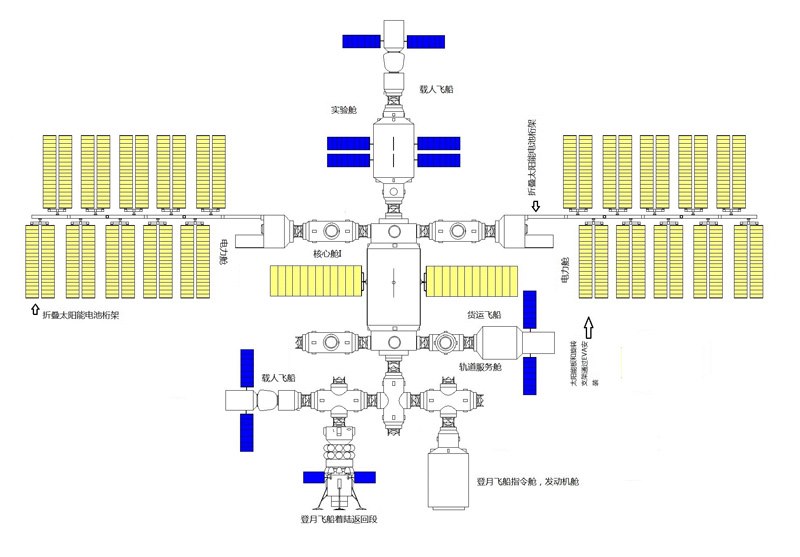 载人飞船
实验舱
折叠太阳能电池桁架
电力舱
核心舱I
电力舱
折叠太阳能电池桁架
货运飞船
轨道服务舱
太阳能板和旋转
支架通过EVA安
装
载人飞船
登月飞船指令舱，发动机舱
登月飞船着陆返回段